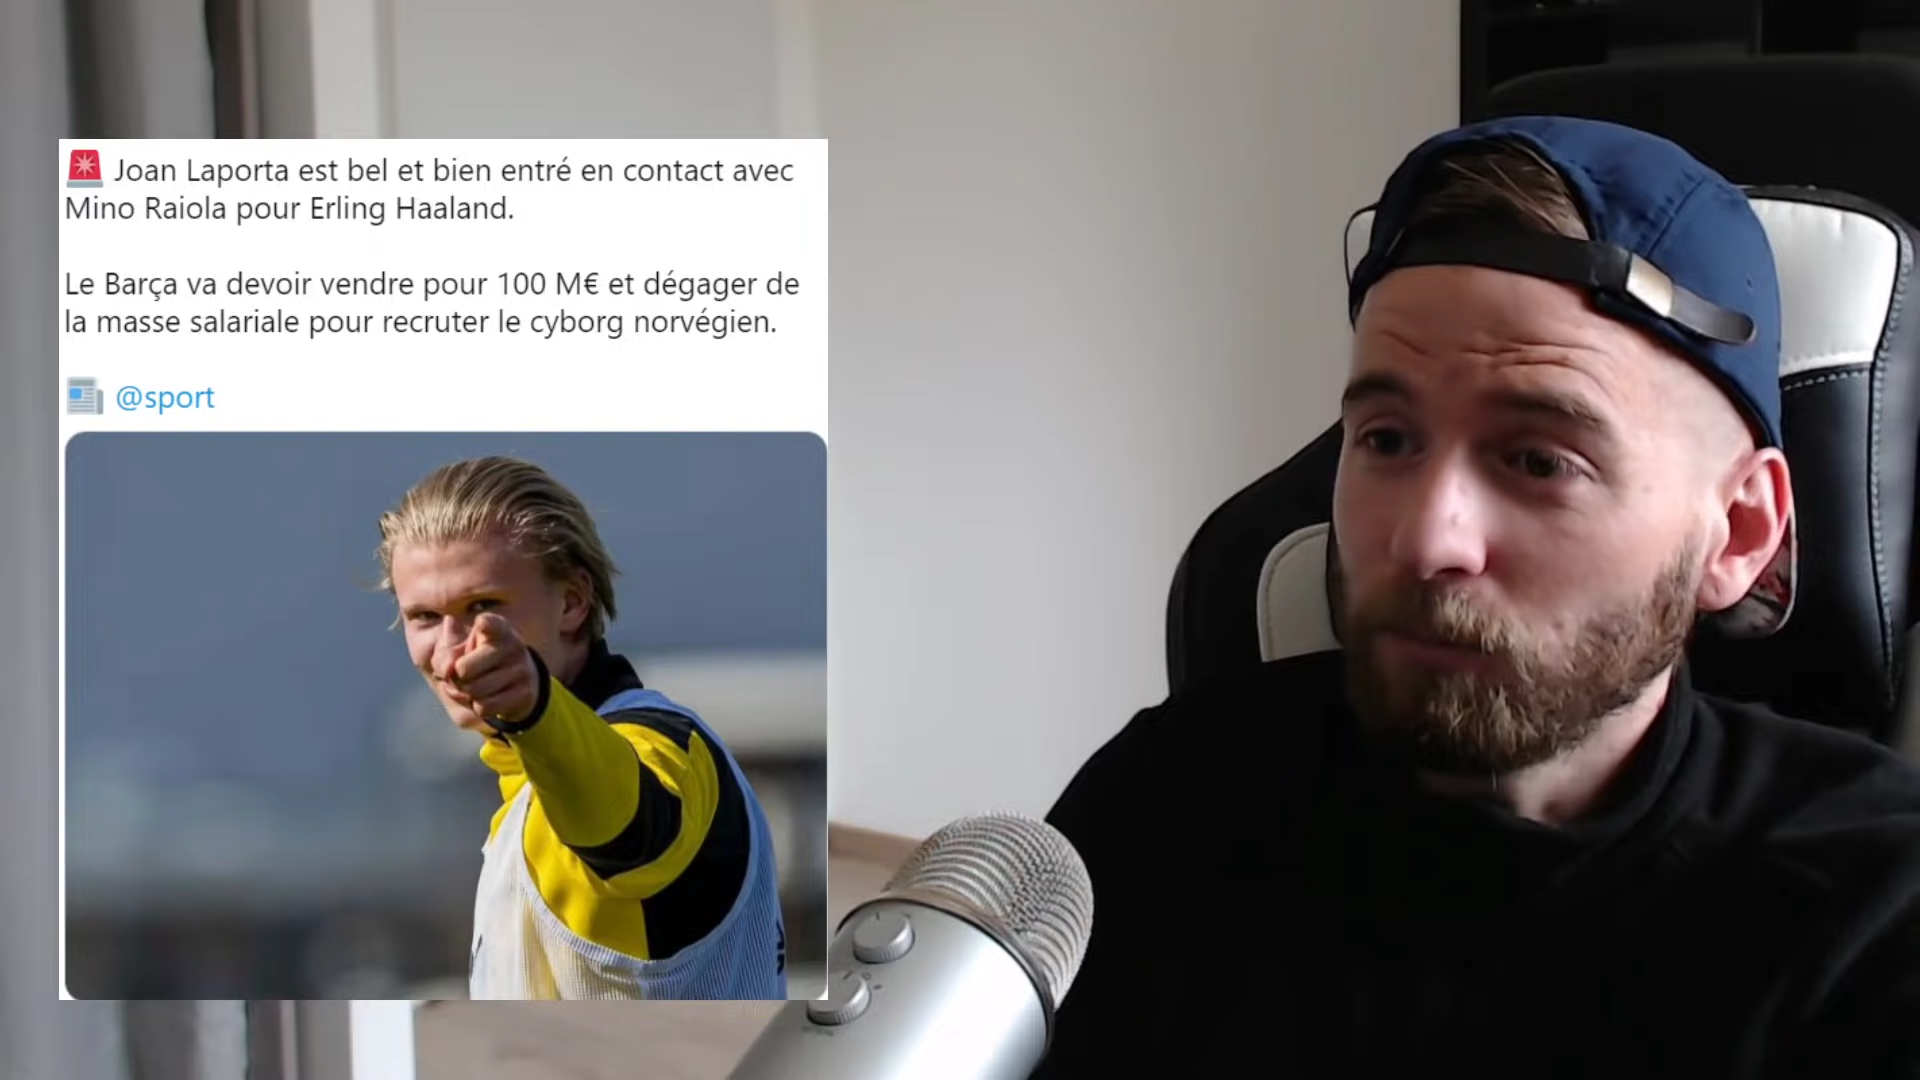 🚨 Joan Laporta est bel et bien entré en contact avec
Mino Raiola pour Erling Haaland.
Le Barça va devoir vendre pour 100 M€ et dégager de
la masse salariale pour recruter le cyborg norvégien.
📰 @sport